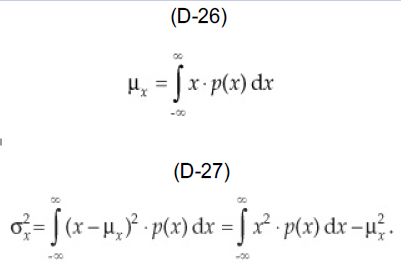 (D-26)
μₓ = ∫_{-∞}^{∞} x · p(x) dx
(D-27)
σₓ² = ∫_{-∞}^{∞} (x − μₓ)² · p(x) dx = ∫_{-∞}^{∞} x² · p(x) dx − μₓ² .